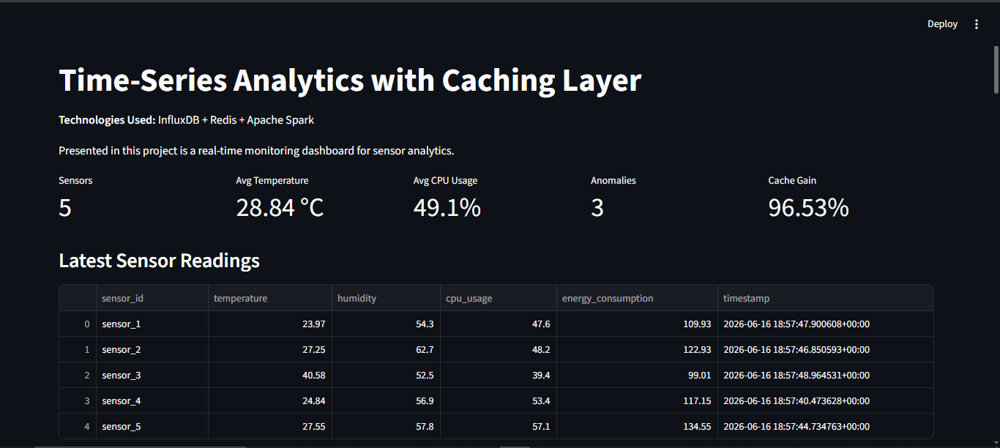 Deploy
Time-Series Analytics with Caching Layer
Technologies Used: InfluxDB + Redis + Apache Spark
Presented in this project is a real-time monitoring dashboard for sensor analytics.
Sensors Avg Temperature Avg CPU Usage Anomalies Cache Gain
5 28.84 °C 49.1% 3 96.53%
Latest Sensor Readings
sensor_id temperature humidity cpu_usage energy_consumption timestamp
0 sensor_1 23.97 54.3 47.6 109.93 2026-06-16 18:57:47.900608+00:00
1 sensor_2 27.25 62.7 48.2 122.93 2026-06-16 18:57:46.850593+00:00
2 sensor_3 40.58 52.5 39.4 99.01 2026-06-16 18:57:48.964531+00:00
3 sensor_4 24.84 56.9 53.4 117.15 2026-06-16 18:57:40.473628+00:00
4 sensor_5 27.55 57.8 57.1 134.55 2026-06-16 18:57:44.734763+00:00